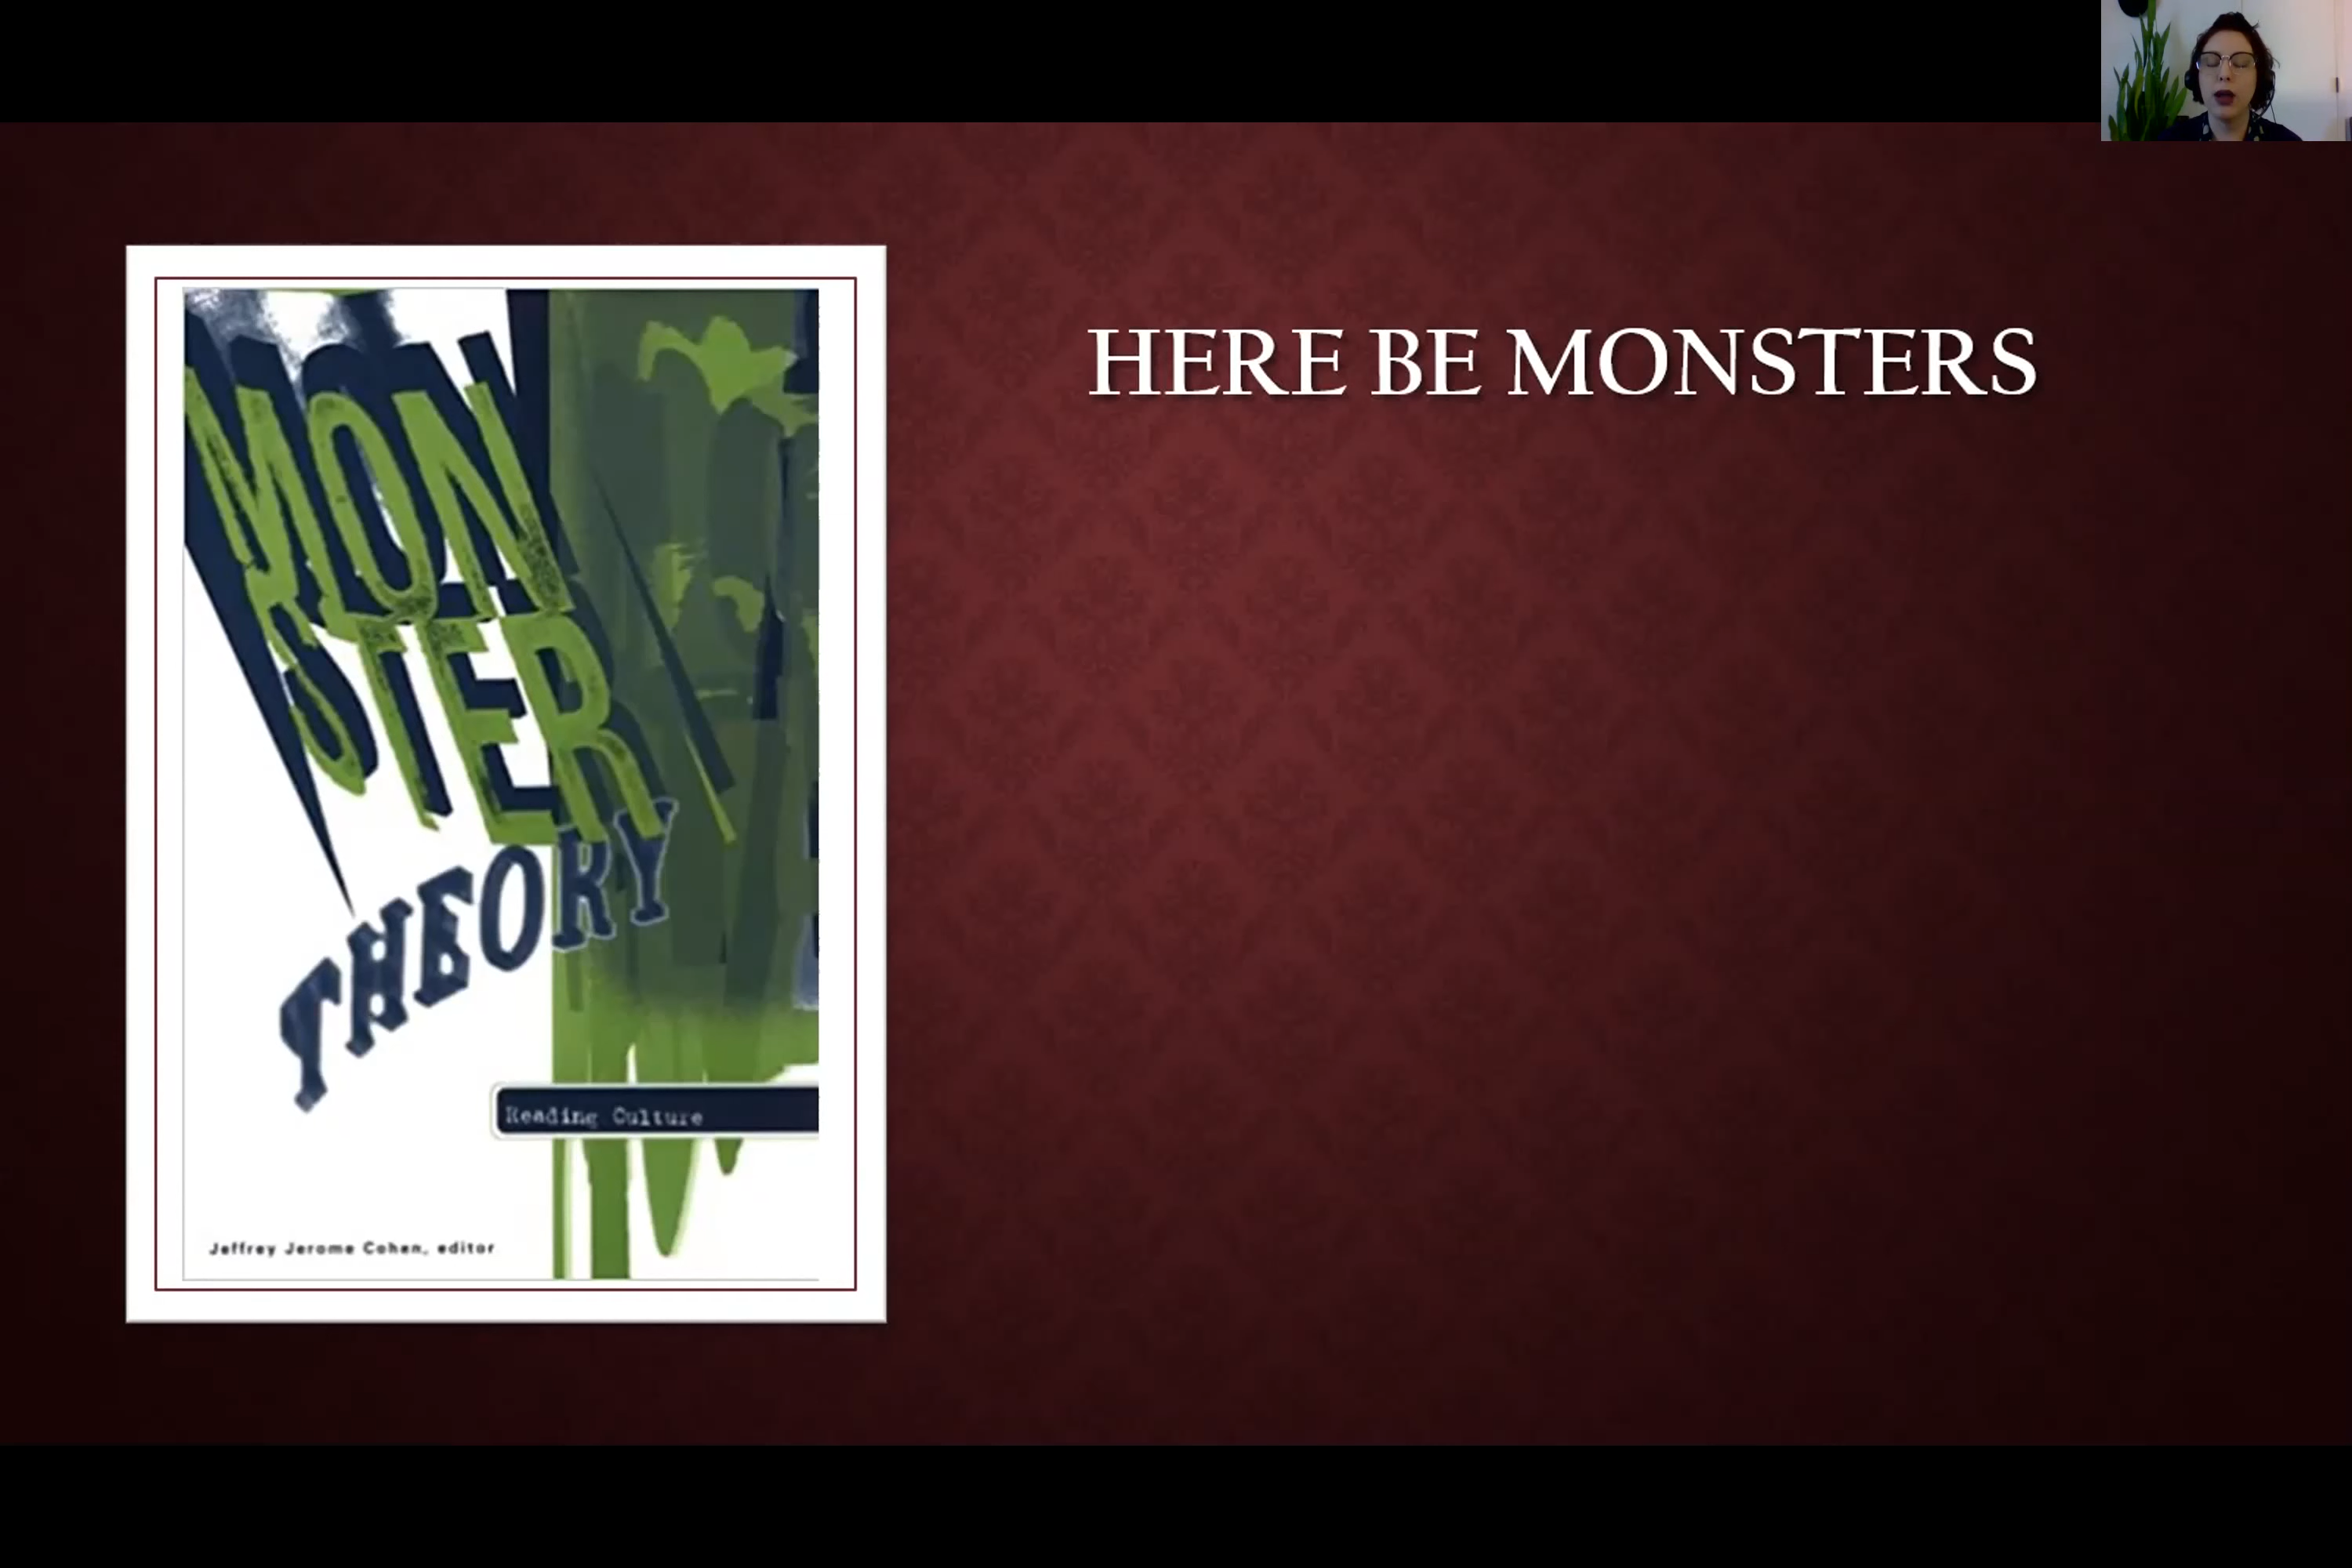 HERE BE MONSTERS
MON
STER
THEORY
Reading Culture
Jeffrey Jerome Cohen, editor